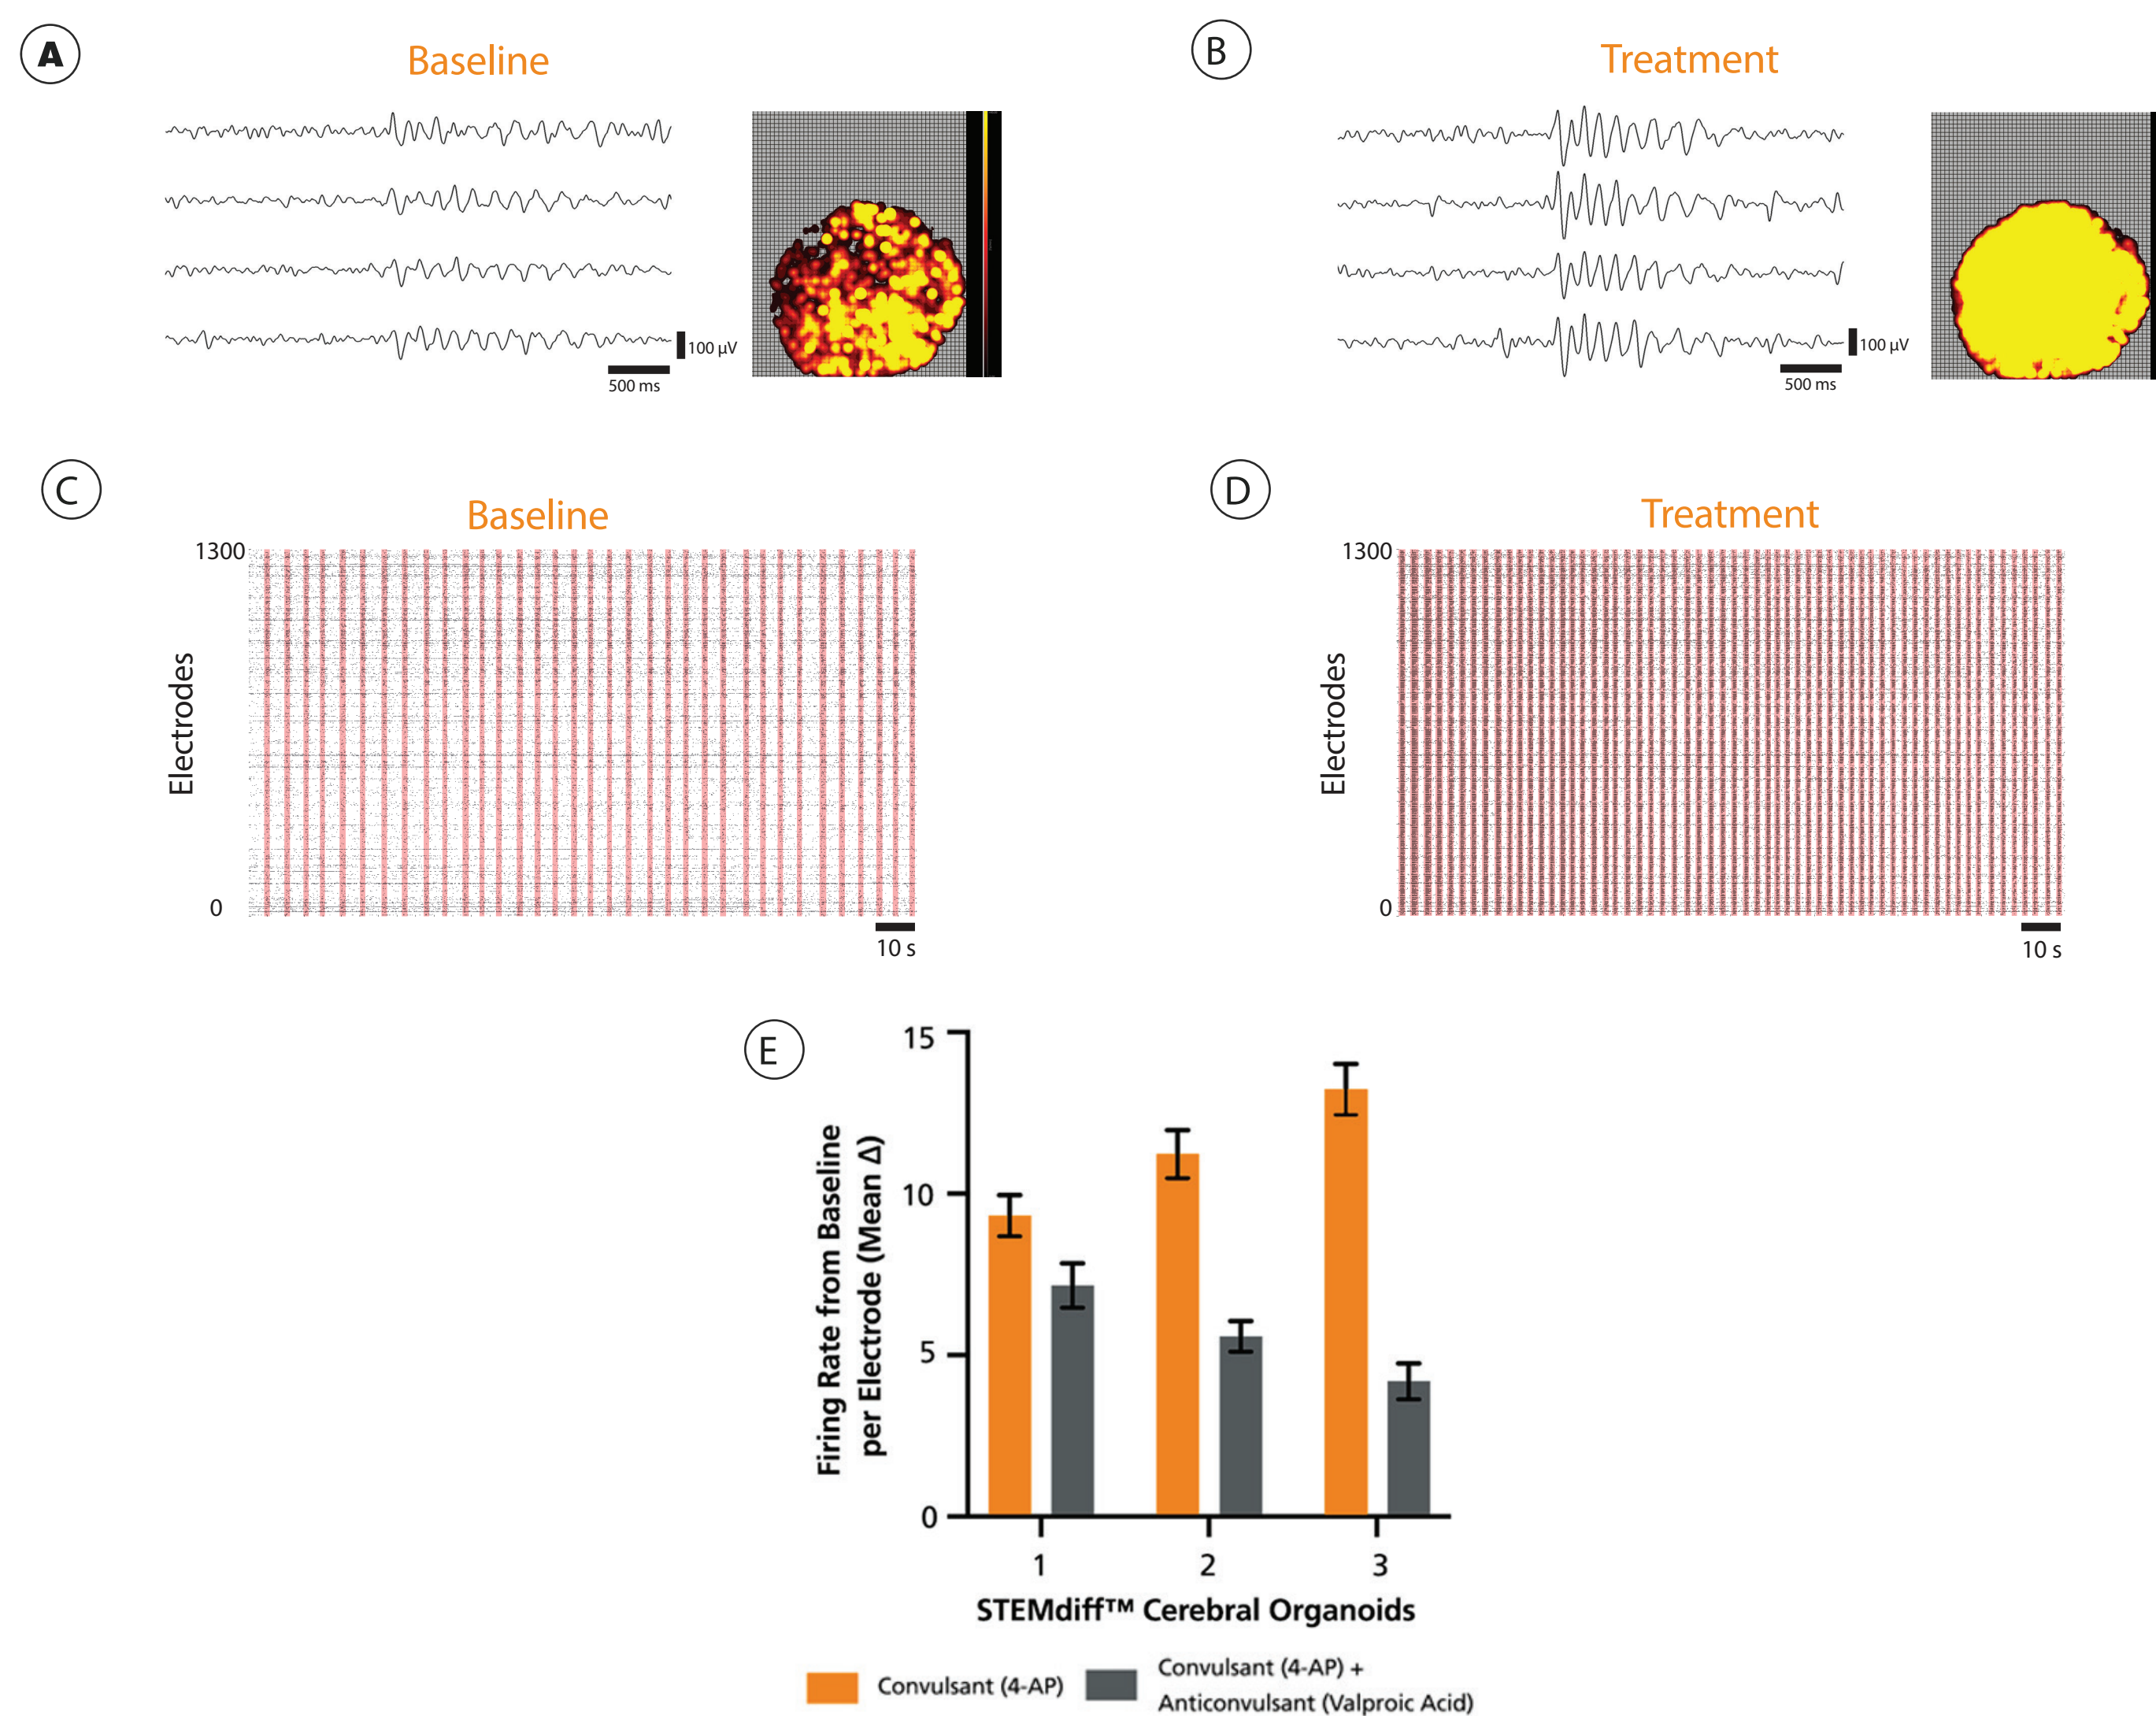 A
Baseline
100 µV
500 ms
B
Treatment
100 µV
500 ms
C
Baseline
1300
Electrodes
0
10 s
D
Treatment
1300
Electrodes
0
10 s
E
Firing Rate from Baseline
per Electrode (Mean Δ)
15
10
5
0
1 2 3
STEMdiff™ Cerebral Organoids
Convulsant (4-AP)
Convulsant (4-AP) +
Anticonvulsant (Valproic Acid)